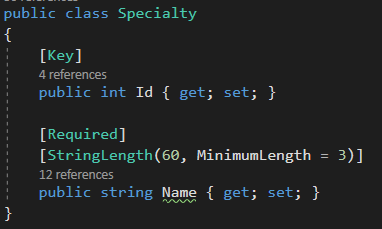 public class Specialty
{
[Key]
4 references
public int Id { get; set; }
[Required]
[StringLength(60, MinimumLength = 3)]
12 references
public string Name { get; set; }
}